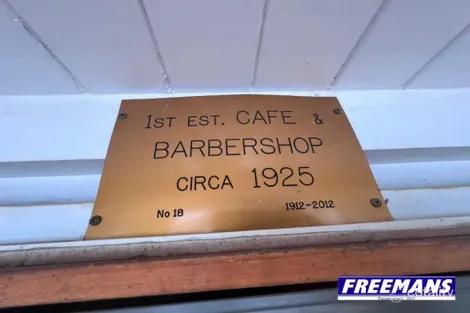 1ST EST. CAFE &
BARBERSHOP
CIRCA 1925
No 18 1912-2012
FREEMANS